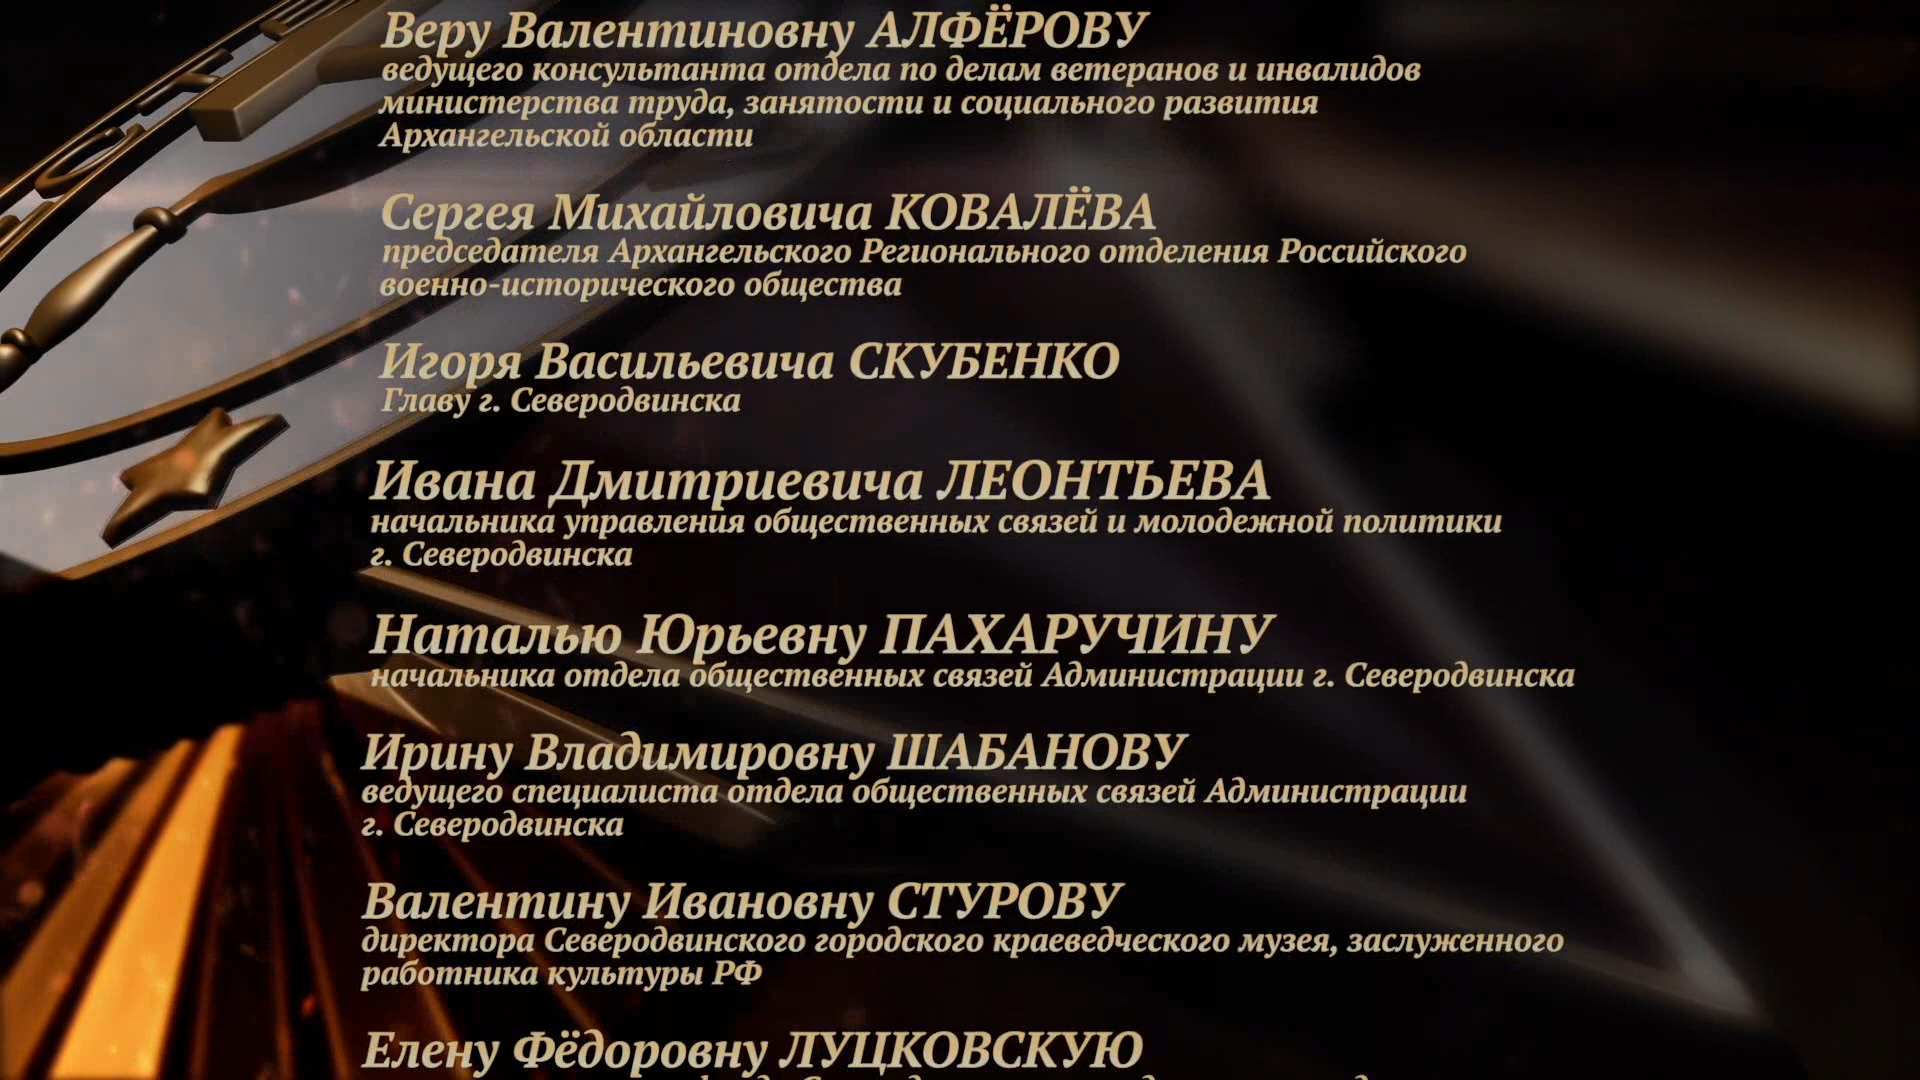 Веру Валентиновну АЛФЁРОВУ
ведущего консультанта отдела по делам ветеранов и инвалидов
министерства труда, занятости и социального развития
Архангельской области
Сергея Михайловича КОВАЛЁВА
председателя Архангельского Регионального отделения Российского
военно-исторического общества
Игоря Васильевича СКУБЕНКО
Главу г. Северодвинска
Ивана Дмитриевича ЛЕОНТЬЕВА
начальника управления общественных связей и молодежной политики
г. Северодвинска
Наталью Юрьевну ПАХАРУЧИНУ
начальника отдела общественных связей Администрации г. Северодвинска
Ирину Владимировну ШАБАНОВУ
ведущего специалиста отдела общественных связей Администрации
г. Северодвинска
Валентину Ивановну СТУРОВУ
директора Северодвинского городского краеведческого музея, заслуженного
работника культуры РФ
Елену Фёдоровну ЛУЦКОВСКУЮ